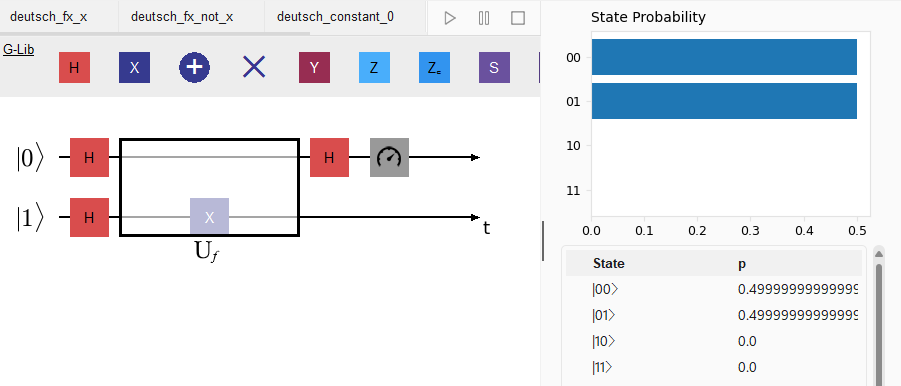 deutsch_fx_x deutsch_fx_not_x deutsch_constant_0
G-Lib
H X Y Z Z S
|0⟩ H H
|1⟩ H X
t
U_f
State Probability
00
01
10
11
0.0 0.1 0.2 0.3 0.4 0.5
State p
|00⟩ 0.49999999999999
|01⟩ 0.49999999999999
|10⟩ 0.0
|11⟩ 0.0